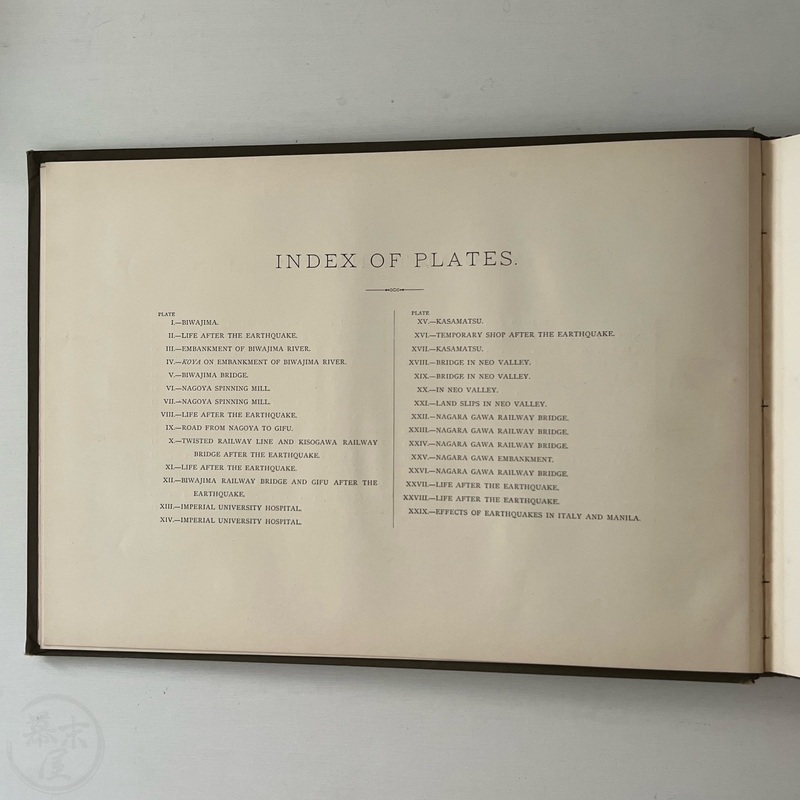 INDEX OF PLATES.
PLATE
I.—BIWAJIMA.
II.—LIFE AFTER THE EARTHQUAKE.
III.—EMBANKMENT OF BIWAJIMA RIVER.
IV.—KOYA ON EMBANKMENT OF BIWAJIMA RIVER.
V.—BIWAJIMA BRIDGE.
VI.—NAGOYA SPINNING MILL.
VII.—NAGOYA SPINNING MILL.
VIII.—LIFE AFTER THE EARTHQUAKE.
IX.—ROAD FROM NAGOYA TO GIFU.
X.—TWISTED RAILWAY LINE AND KISOGAWA RAILWAY
BRIDGE AFTER THE EARTHQUAKE.
XI.—LIFE AFTER THE EARTHQUAKE.
XII.—BIWAJIMA RAILWAY BRIDGE AND GIFU AFTER THE
EARTHQUAKE.
XIII.—IMPERIAL UNIVERSITY HOSPITAL.
XIV.—IMPERIAL UNIVERSITY HOSPITAL.
PLATE
XV.—KASAMATSU.
XVI.—TEMPORARY SHOP AFTER THE EARTHQUAKE.
XVII.—KASAMATSU.
XVIII.—BRIDGE IN NEO VALLEY.
XIX.—BRIDGE IN NEO VALLEY.
XX.—IN NEO VALLEY.
XXI.—LAND SLIPS IN NEO VALLEY.
XXII.—NAGARA GAWA RAILWAY BRIDGE.
XXIII.—NAGARA GAWA RAILWAY BRIDGE.
XXIV.—NAGARA GAWA RAILWAY BRIDGE.
XXV.—NAGARA GAWA EMBANKMENT.
XXVI.—NAGARA GAWA RAILWAY BRIDGE.
XXVII.—LIFE AFTER THE EARTHQUAKE.
XXVIII.—LIFE AFTER THE EARTHQUAKE.
XXIX.—EFFECTS OF EARTHQUAKES IN ITALY AND MANILA.
幕末
屋